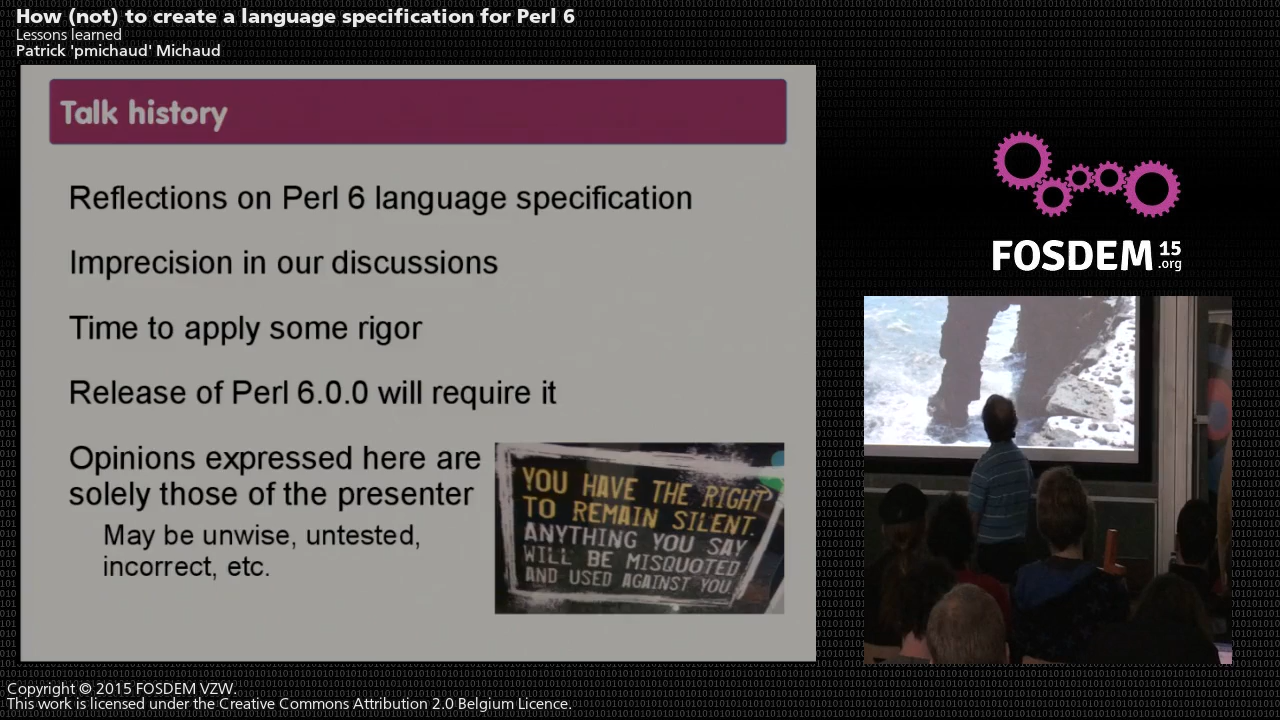 How (not) to create a language specification for Perl 6
Lessons learned
Patrick 'pmichaud' Michaud
Talk history
Reflections on Perl 6 language specification
Imprecision in our discussions
Time to apply some rigor
Release of Perl 6.0.0 will require it
Opinions expressed here are
solely those of the presenter
May be unwise, untested,
incorrect, etc.
YOU HAVE THE RIGHT
TO REMAIN SILENT.
ANYTHING YOU SAY
WILL BE MISQUOTED
AND USED AGAINST YOU.
FOSDEM 15
.org
Copyright © 2015 FOSDEM VZW.
This work is licensed under the Creative Commons Attribution 2.0 Belgium Licence.